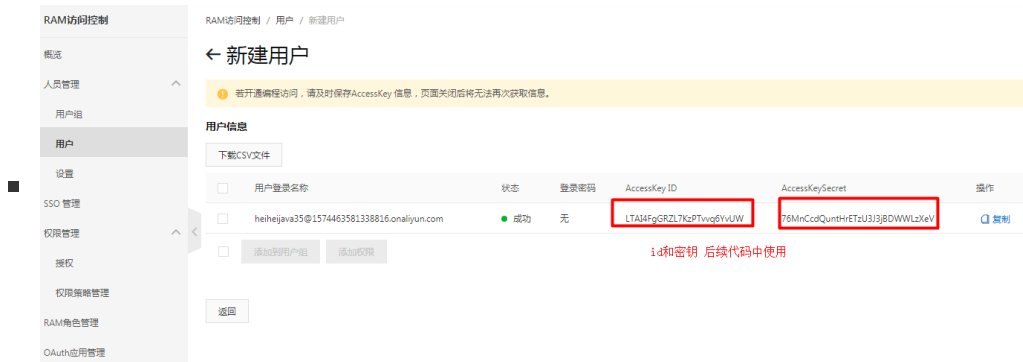 RAM访问控制
概览
人员管理
用户组
用户
设置
SSO 管理
权限管理
授权
权限策略管理
RAM角色管理
OAuth应用管理
RAM访问控制 / 用户 / 新建用户
← 新建用户
若开通编程访问，请及时保存AccessKey 信息，页面关闭后将无法再次获取信息。
用户信息
下载CSV文件
用户登录名称 状态 登录密码 AccessKey ID AccessKeySecret 操作
heiheijava35@1574463581338816.onaliyun.com 成功 无 LTAI4FgGRZL7KzPTvvq6YvUW 76MnCcdQuntHrETzU3J3jBDWWLzXeV 复制
添加到用户组 添加权限
id和密钥 后续代码中使用
返回